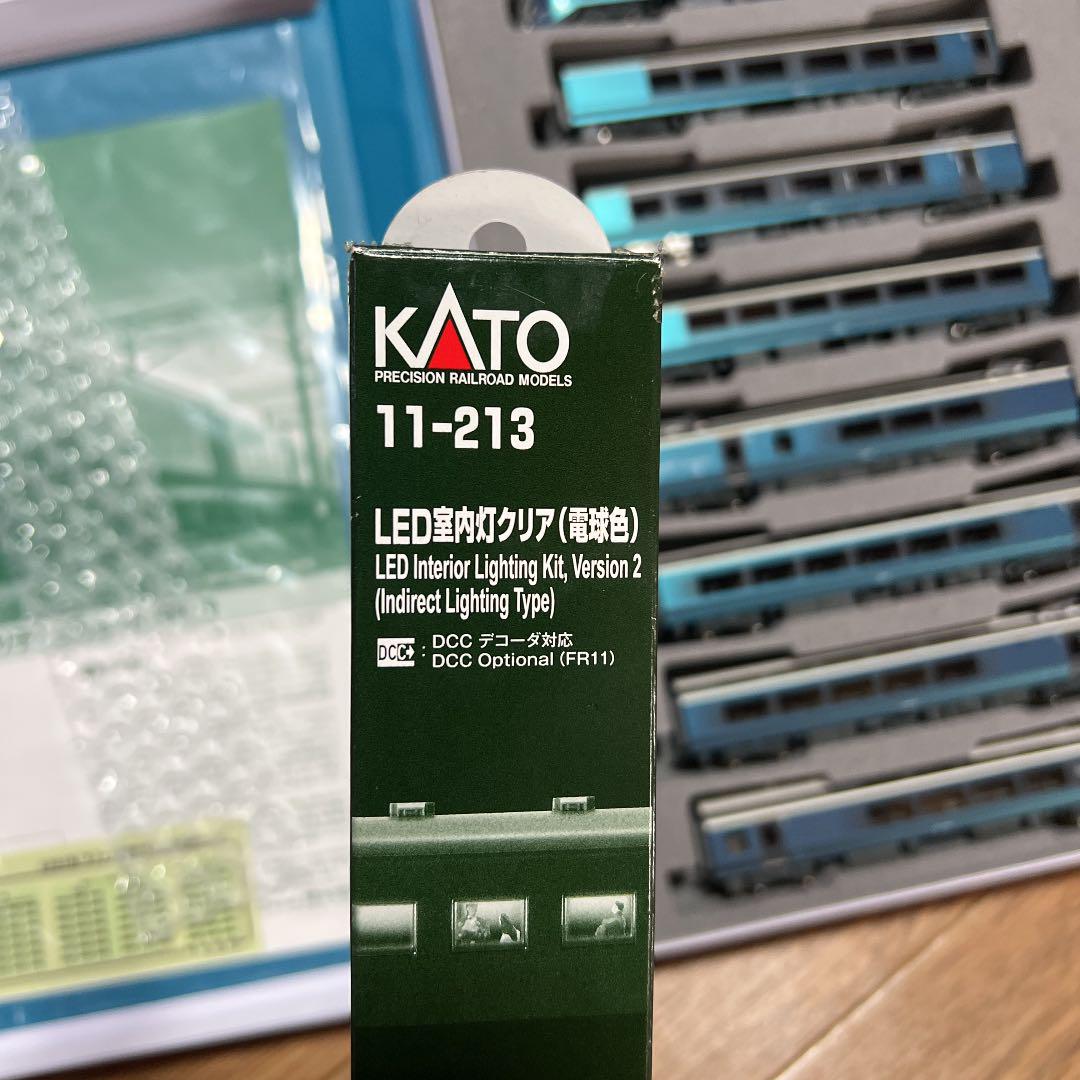 KATO
PRECISION RAILROAD MODELS
11-213
LED室内灯クリア(電球色)
LED Interior Lighting Kit, Version 2
(Indirect Lighting Type)
DCC : DCC デコーダ対応
DCC Optional (FR11)